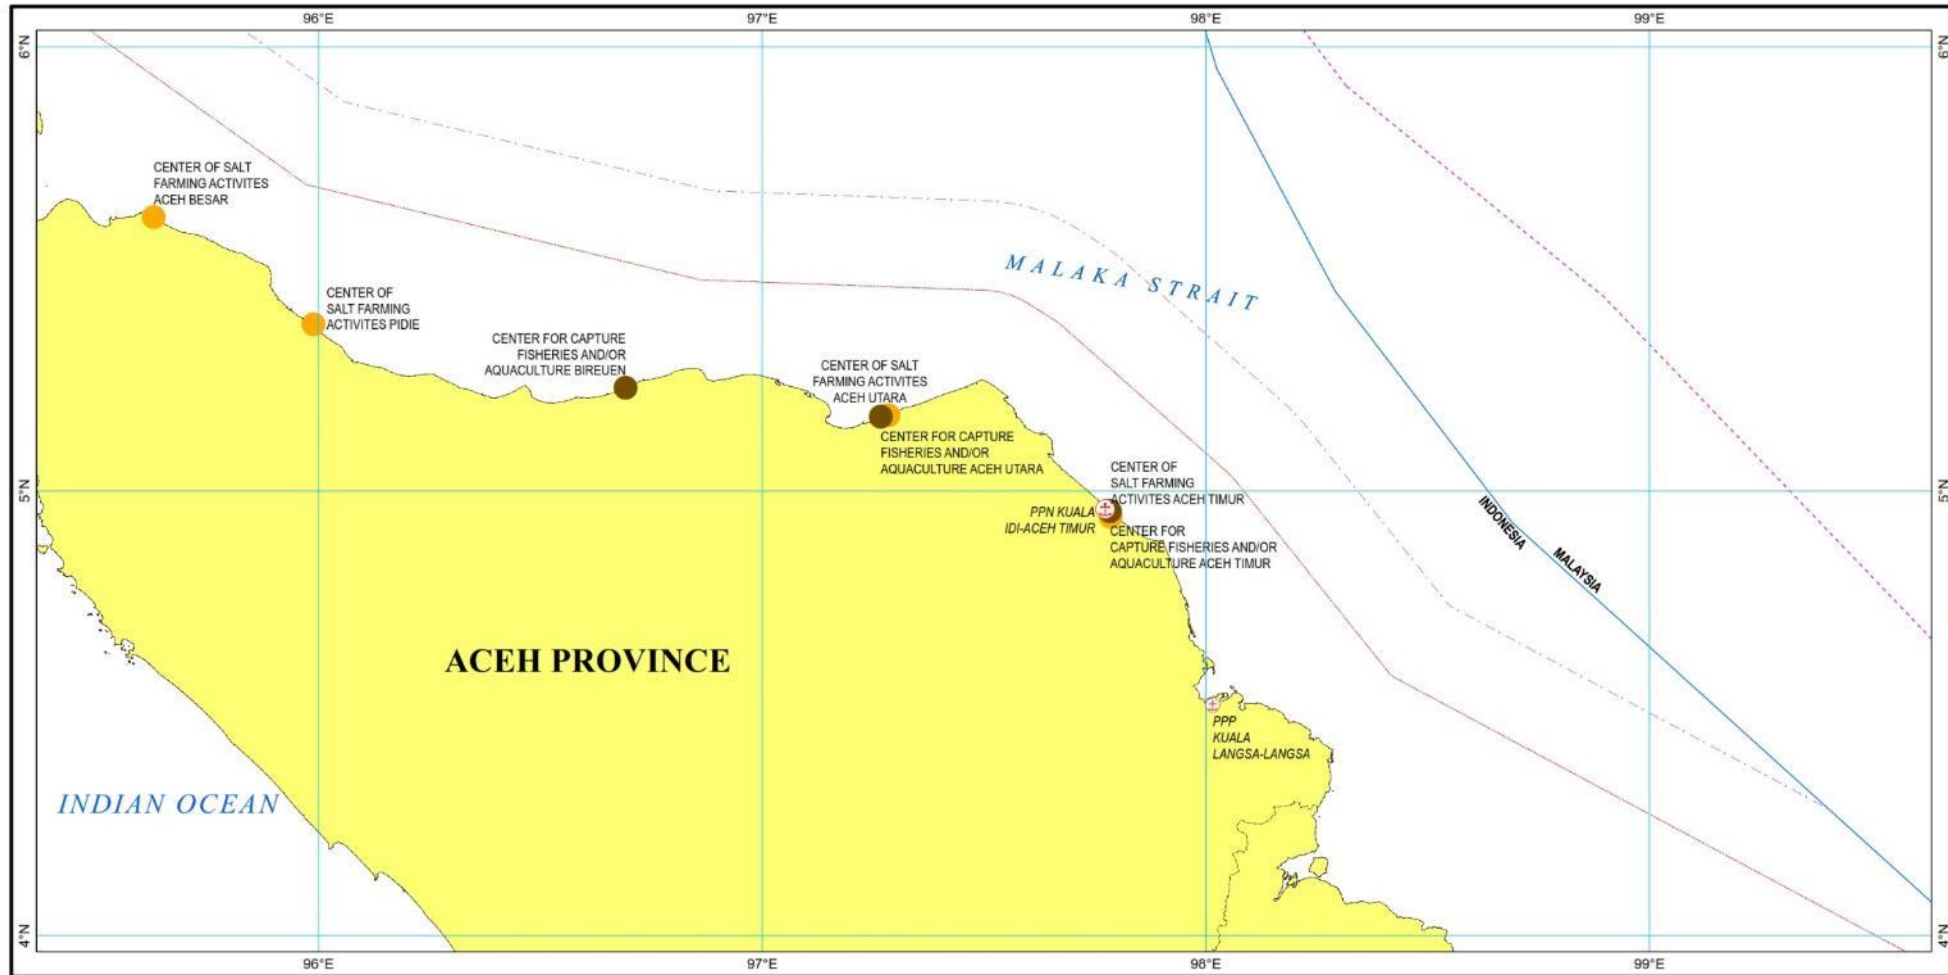 96°E
97°E
98°E
99°E
6°N
6°N
CENTER OF SALT
FARMING ACTIVITES
ACEH BESAR
MALAKA STRAIT
CENTER OF
SALT FARMING
ACTIVITES PIDIE
CENTER FOR CAPTURE
FISHERIES AND/OR
AQUACULTURE BIREUEN
CENTER OF SALT
FARMING ACTIVITES
ACEH UTARA
CENTER FOR CAPTURE
FISHERIES AND/OR
AQUACULTURE ACEH UTARA
CENTER OF
SALT FARMING
ACTIVITES ACEH TIMUR
5°N
5°N
PPN KUALA
IDI-ACEH TIMUR
CENTER FOR
CAPTURE FISHERIES AND/OR
AQUACULTURE ACEH TIMUR
INDONESIA
MALAYSIA
ACEH PROVINCE
PPP
KUALA
LANGSA-LANGSA
INDIAN OCEAN
4°N
4°N
96°E
97°E
98°E
99°E